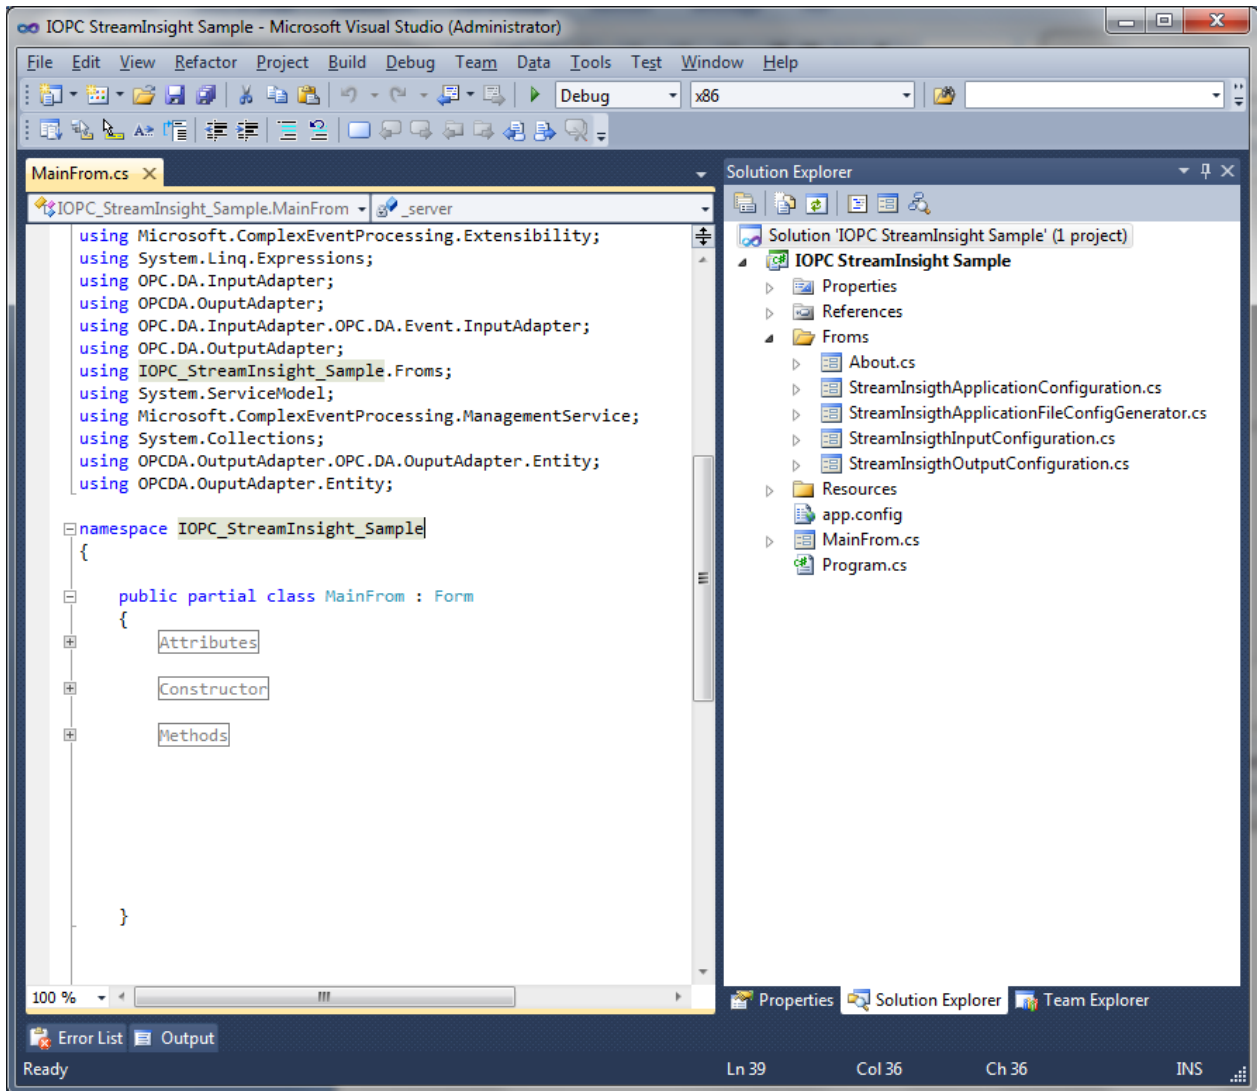 IOPC StreamInsight Sample - Microsoft Visual Studio (Administrator)
File Edit View Refactor Project Build Debug Team Data Tools Test Window Help
Debug x86
MainFrom.cs
IOPC_StreamInsight_Sample.MainFrom _server
using Microsoft.ComplexEventProcessing.Extensibility;
using System.Linq.Expressions;
using OPC.DA.InputAdapter;
using OPCDA.OuputAdapter;
using OPC.DA.InputAdapter.OPC.DA.Event.InputAdapter;
using OPC.DA.OutputAdapter;
using IOPC_StreamInsight_Sample.Froms;
using System.ServiceModel;
using Microsoft.ComplexEventProcessing.ManagementService;
using System.Collections;
using OPCDA.OutputAdapter.OPC.DA.OuputAdapter.Entity;
using OPCDA.OuputAdapter.Entity;
namespace IOPC_StreamInsight_Sample
{
public partial class MainFrom : Form
{
Attributes
Constructor
Methods
}
100 %
Solution Explorer
Solution 'IOPC StreamInsight Sample' (1 project)
IOPC StreamInsight Sample
Properties
References
Froms
About.cs
StreamInsigthApplicationConfiguration.cs
StreamInsigthApplicationFileConfigGenerator.cs
StreamInsigthInputConfiguration.cs
StreamInsigthOutputConfiguration.cs
Resources
app.config
MainFrom.cs
Program.cs
Properties Solution Explorer Team Explorer
Error List Output
Ready Ln 39 Col 36 Ch 36 INS